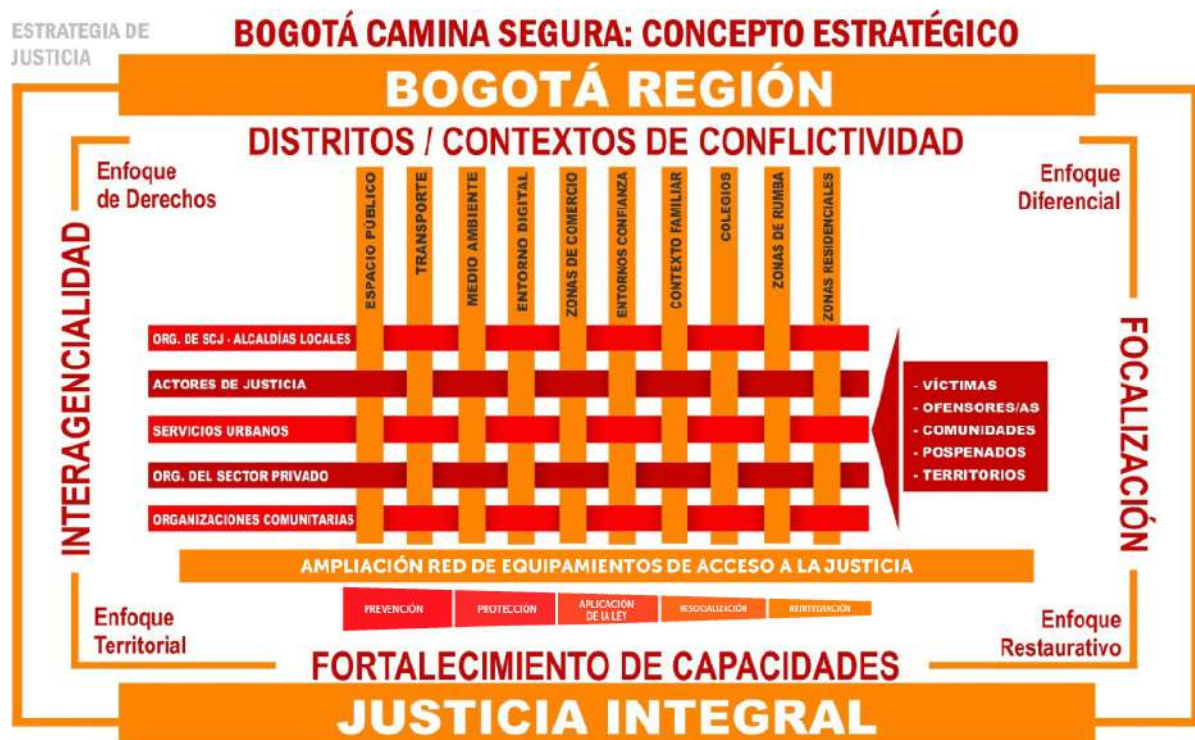 ESTRATEGIA DE
JUSTICIA
BOGOTÁ CAMINA SEGURA: CONCEPTO ESTRATÉGICO
BOGOTÁ REGIÓN
DISTRITOS / CONTEXTOS DE CONFLICTIVIDAD
Enfoque
de Derechos
Enfoque
Diferencial
INTERAGENCIALIDAD
FOCALIZACIÓN
ESPACIO PÚBLICO
TRANSPORTE
MEDIO AMBIENTE
ENTORNO DIGITAL
ZONAS DE COMERCIO
ENTORNOS CONFIANZA
CONTEXTO FAMILIAR
COLEGIOS
ZONAS DE RUMBA
ZONAS RESIDENCIALES
ORG. DE SCJ - ALCALDÍAS LOCALES
ACTORES DE JUSTICIA
SERVICIOS URBANOS
ORG. DEL SECTOR PRIVADO
ORGANIZACIONES COMUNITARIAS
- VÍCTIMAS
- OFENSORES/AS
- COMUNIDADES
- POSPENADOS
- TERRITORIOS
AMPLIACIÓN RED DE EQUIPAMIENTOS DE ACCESO A LA JUSTICIA
PREVENCIÓN
PROTECCIÓN
APLICACIÓN
DE LA LEY
RESOCIALIZACIÓN
REINTEGRACIÓN
Enfoque
Territorial
Enfoque
Restaurativo
FORTALECIMIENTO DE CAPACIDADES
JUSTICIA INTEGRAL